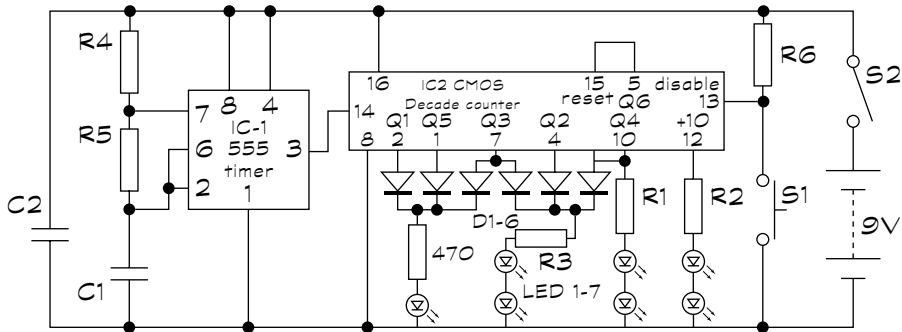 R4
R5
C2
C1
7
8
4
IC-1
555
timer
6
2
3
1
16
IC2 CMOS
Decade counter
15
5
reset
disable
13
14
8
Q1
Q5
Q3
Q2
Q6
Q4
+10
2
1
7
4
10
12
R6
S2
S1
9V
D1-6
470
R3
R1
R2
LED 1-7